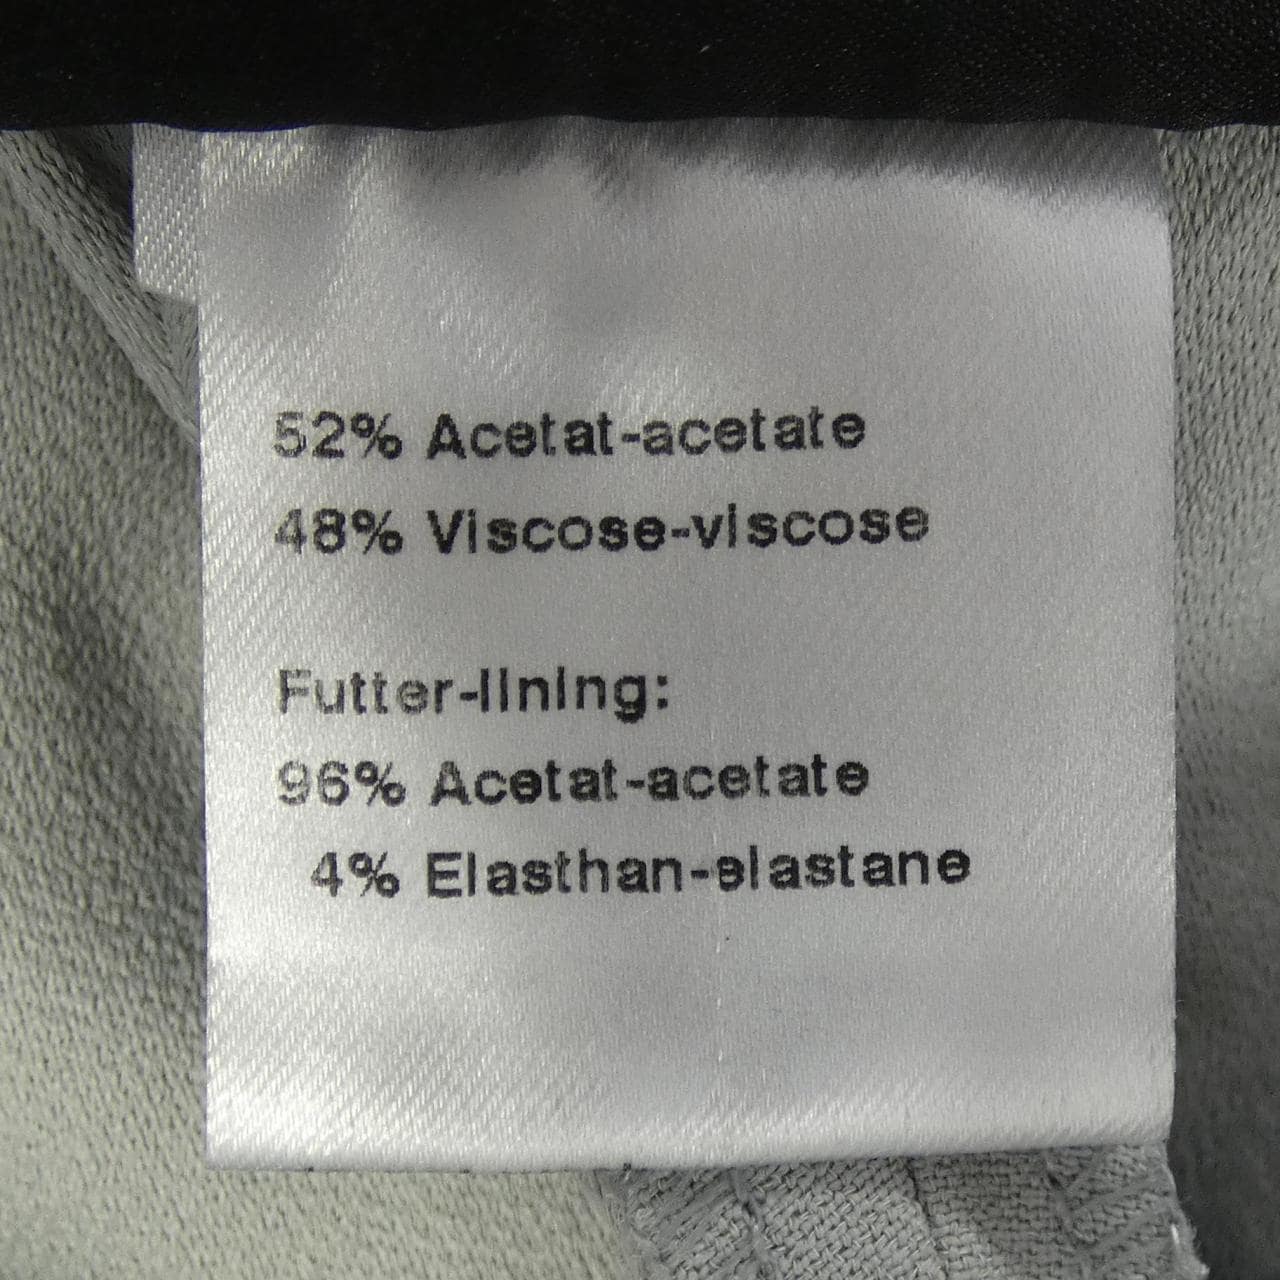 52% Acetat-acetate
48% Viscose-viscose
Futter-lining:
96% Acetat-acetate
4% Elasthan-elastane